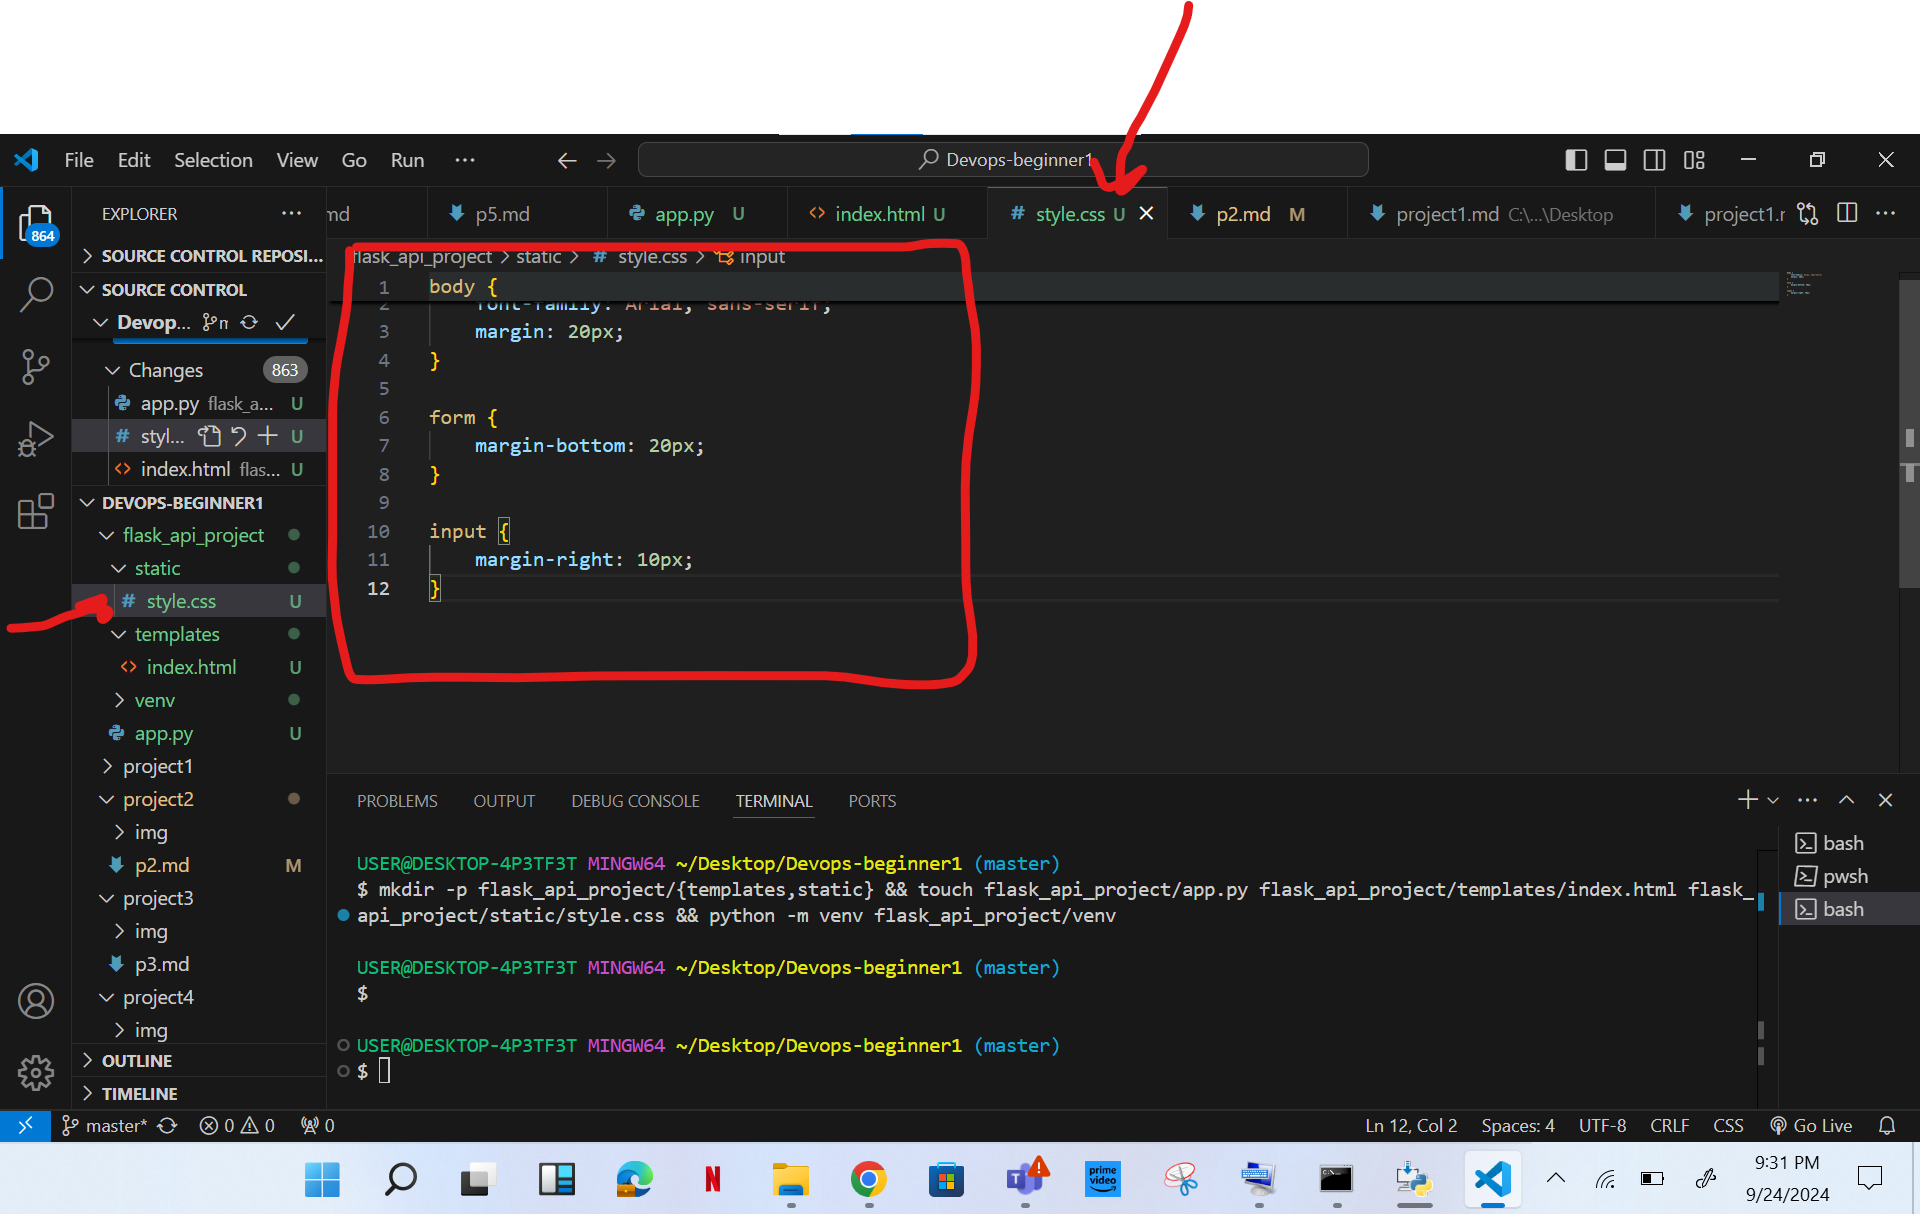 File Edit Selection View Go Run ···
Devops-beginner1
EXPLORER ···
md
p5.md
app.py U
index.html U
# style.css U
p2.md M
project1.md C:\...\Desktop
project1.r
864
SOURCE CONTROL REPOSI...
SOURCE CONTROL
Devop...
Changes 863
app.py flask_a... U
# styl... U
<> index.html flas... U
DEVOPS-BEGINNER1
flask_api_project
static
# style.css U
templates
<> index.html U
venv
app.py U
project1
project2
img
p2.md M
project3
img
p3.md
project4
img
OUTLINE
TIMELINE
flask_api_project > static > # style.css > input
1 body {
2 font-family: Arial, sans-serif;
3 margin: 20px;
4 }
5
6 form {
7 margin-bottom: 20px;
8 }
9
10 input {
11 margin-right: 10px;
12 }
PROBLEMS OUTPUT DEBUG CONSOLE TERMINAL PORTS
USER@DESKTOP-4P3TF3T MINGW64 ~/Desktop/Devops-beginner1 (master)
$ mkdir -p flask_api_project/{templates,static} && touch flask_api_project/app.py flask_api_project/templates/index.html flask_
api_project/static/style.css && python -m venv flask_api_project/venv
USER@DESKTOP-4P3TF3T MINGW64 ~/Desktop/Devops-beginner1 (master)
$
USER@DESKTOP-4P3TF3T MINGW64 ~/Desktop/Devops-beginner1 (master)
$
bash
pwsh
bash
master* 0 0 0
Ln 12, Col 2 Spaces: 4 UTF-8 CRLF CSS Go Live
N
prime
video
9:31 PM
9/24/2024